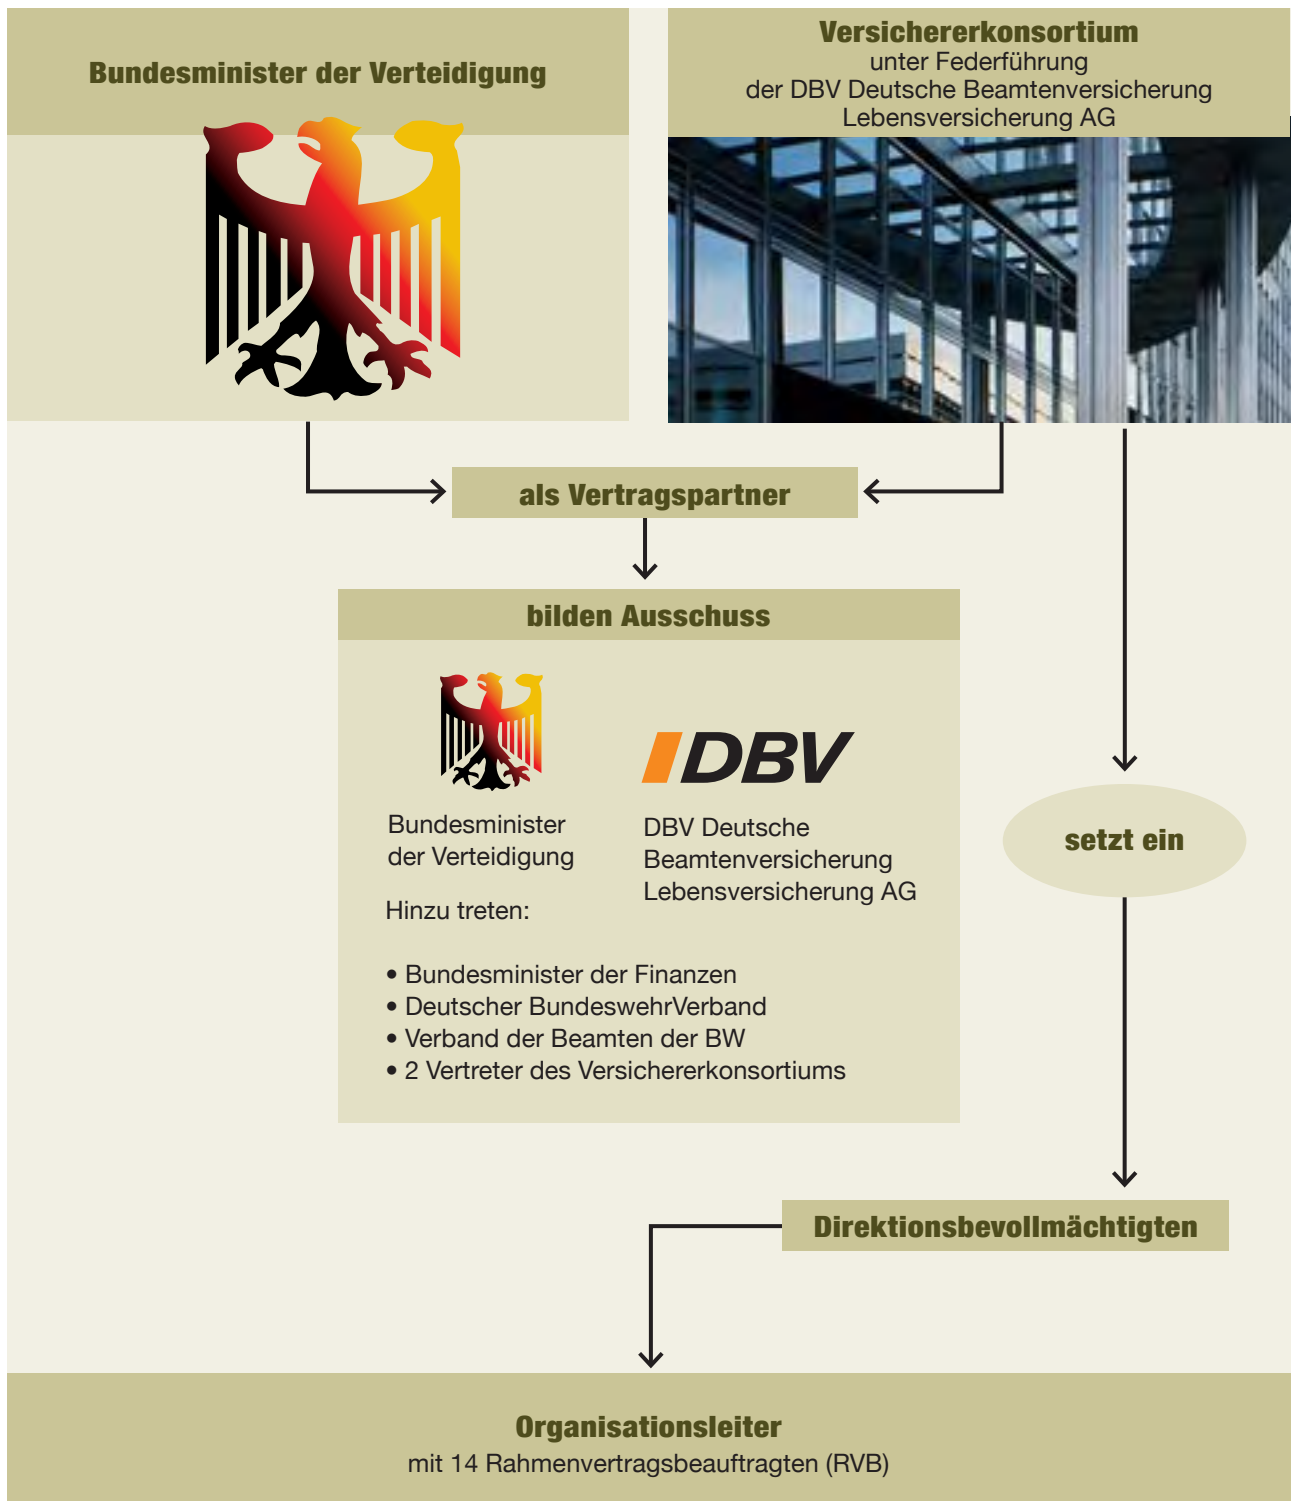 Bundesminister der Verteidigung
Versichererkonsortium
unter Federführung
der DBV Deutsche Beamtenversicherung
Lebensversicherung AG
als Vertragspartner
bilden Ausschuss
DBV
Bundesminister
der Verteidigung
DBV Deutsche
Beamtenversicherung
Lebensversicherung AG
Hinzu treten:
• Bundesminister der Finanzen
• Deutscher BundeswehrVerband
• Verband der Beamten der BW
• 2 Vertreter des Versichererkonsortiums
setzt ein
Direktionsbevollmächtigten
Organisationsleiter
mit 14 Rahmenvertragsbeauftragten (RVB)